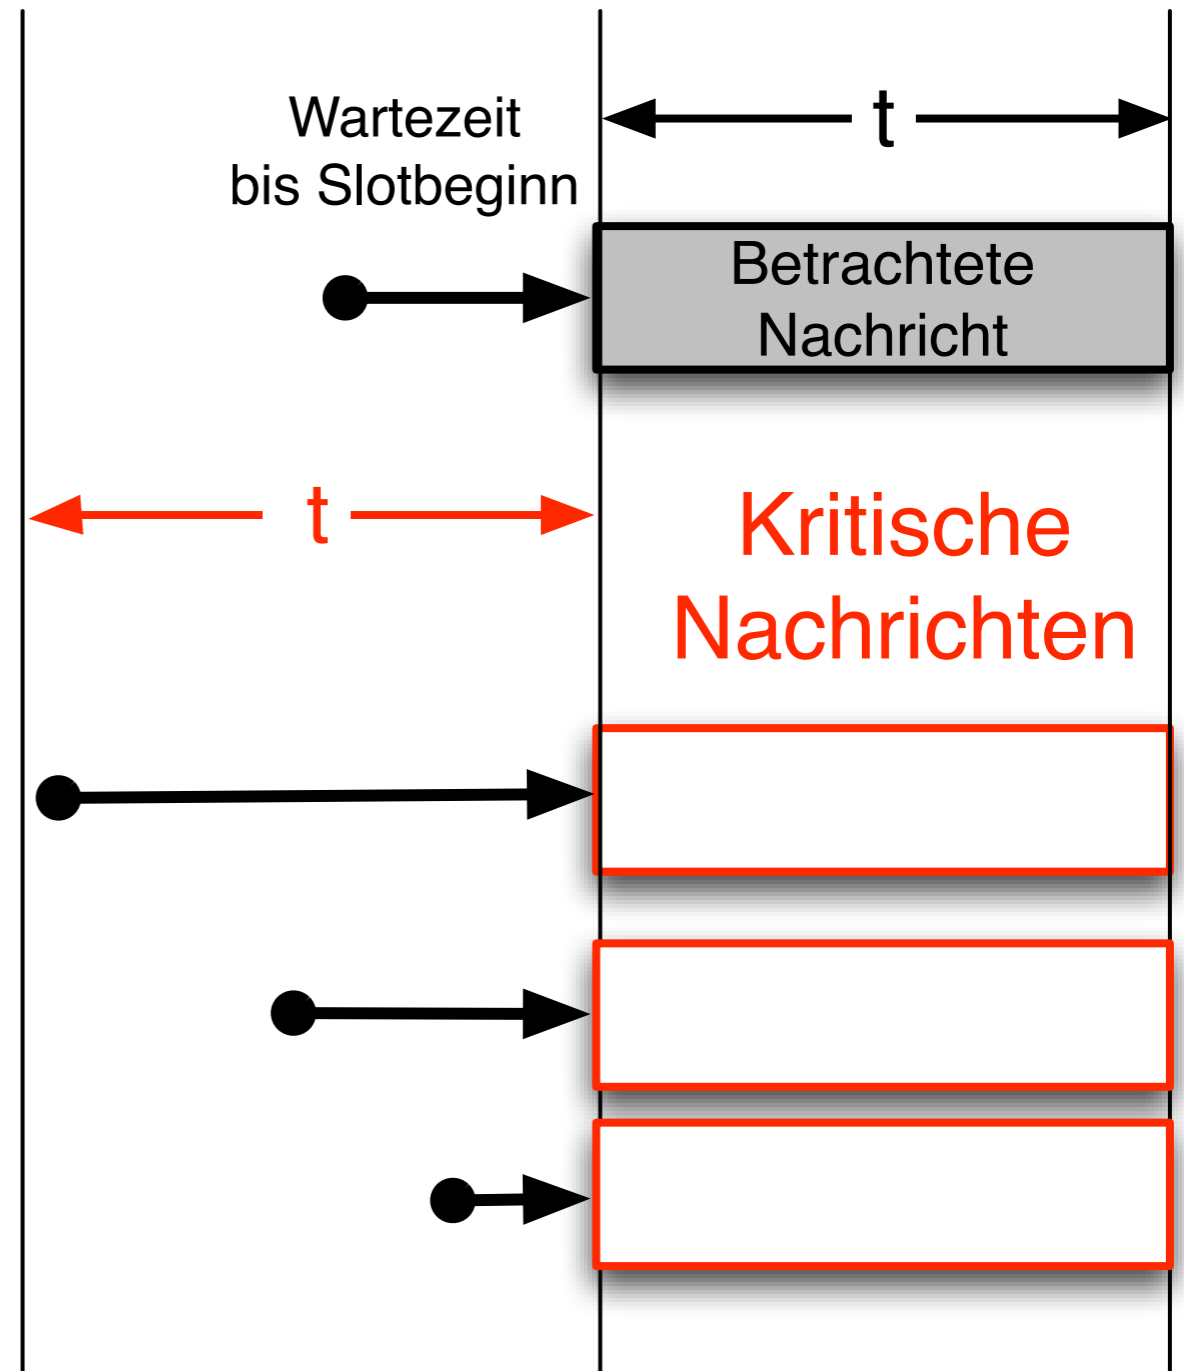 Wartezeit
bis Slotbeginn
t
Betrachtete
Nachricht
t
Kritische
Nachrichten